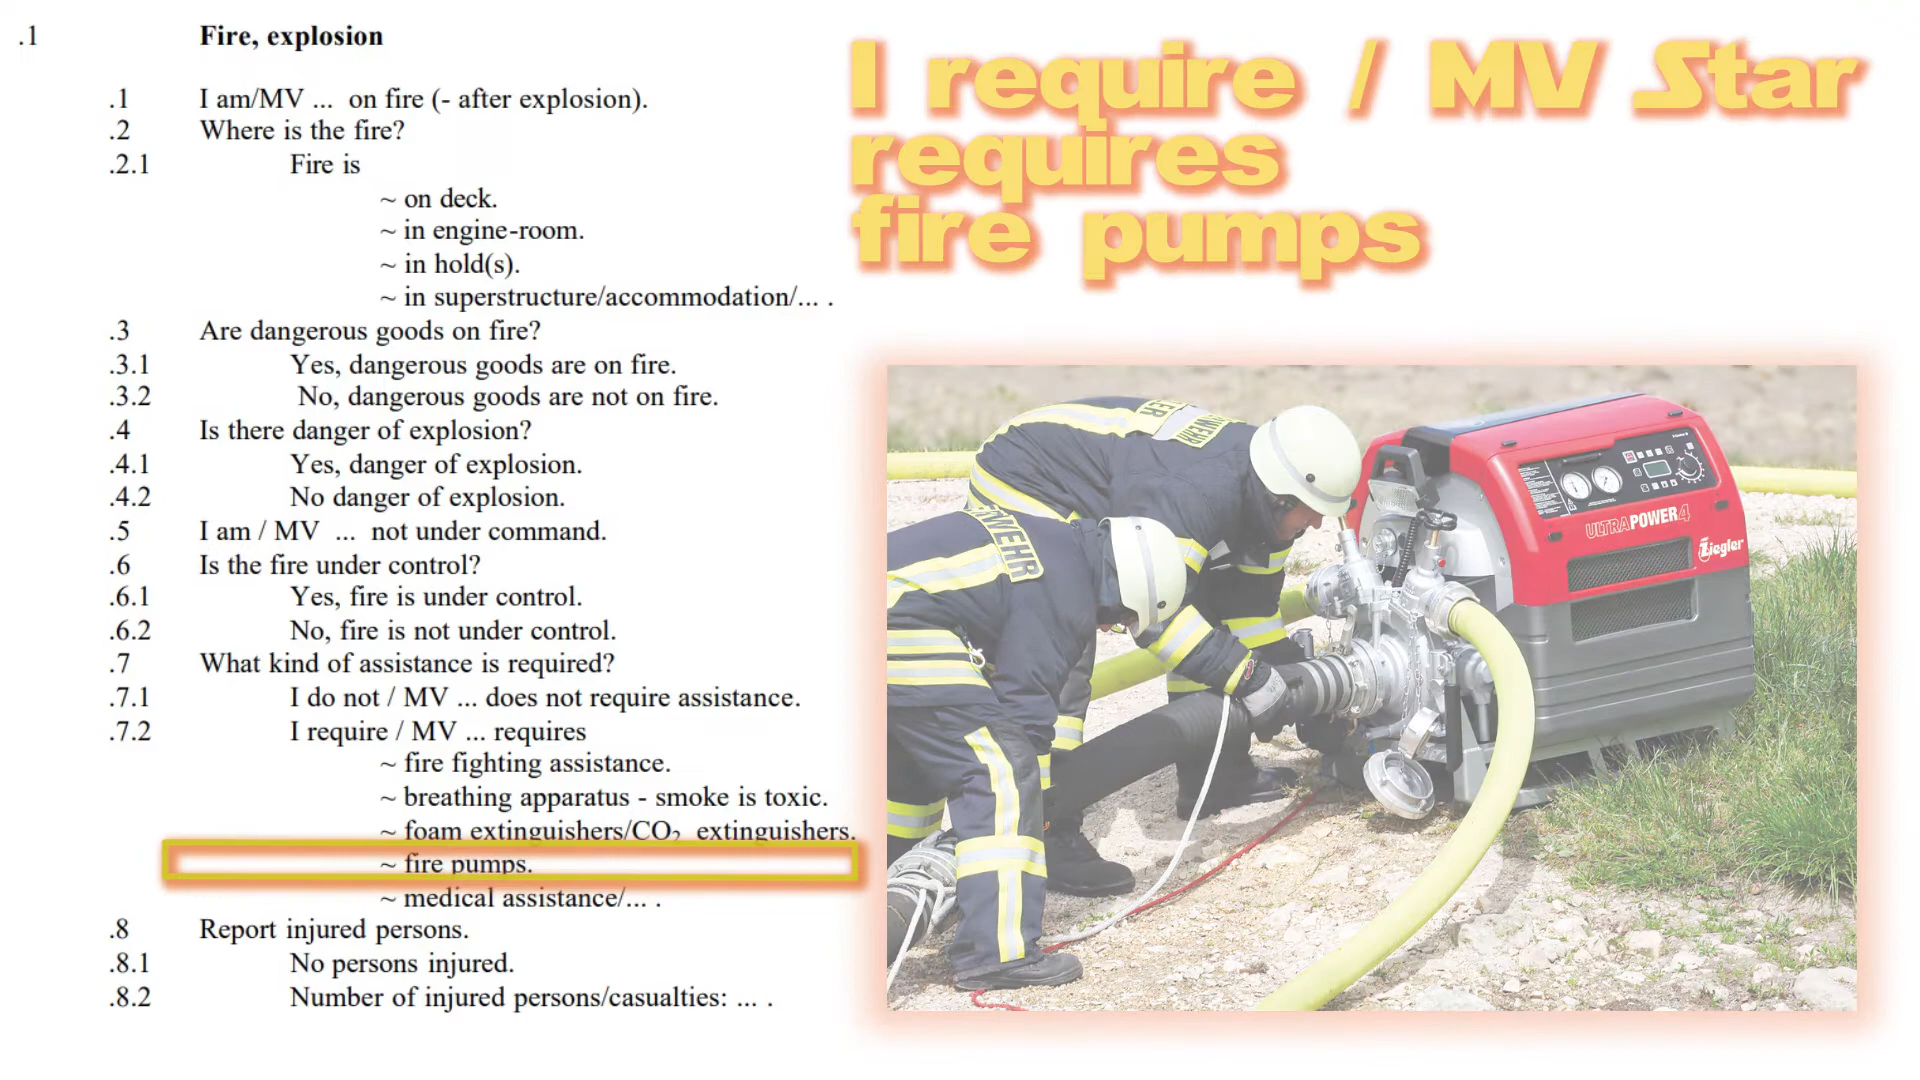 .1 Fire, explosion
.1 I am/MV ... on fire (- after explosion).
.2 Where is the fire?
.2.1 Fire is
~ on deck.
~ in engine-room.
~ in hold(s).
~ in superstructure/accommodation/... .
.3 Are dangerous goods on fire?
.3.1 Yes, dangerous goods are on fire.
.3.2 No, dangerous goods are not on fire.
.4 Is there danger of explosion?
.4.1 Yes, danger of explosion.
.4.2 No danger of explosion.
.5 I am / MV ... not under command.
.6 Is the fire under control?
.6.1 Yes, fire is under control.
.6.2 No, fire is not under control.
.7 What kind of assistance is required?
.7.1 I do not / MV ... does not require assistance.
.7.2 I require / MV ... requires
~ fire fighting assistance.
~ breathing apparatus - smoke is toxic.
~ foam extinguishers/CO₂ extinguishers.
~ fire pumps.
~ medical assistance/... .
.8 Report injured persons.
.8.1 No persons injured.
.8.2 Number of injured persons/casualties: ... .
I require / MV Star
requires
fire pumps
ULTRAPOWER4
Ziegler